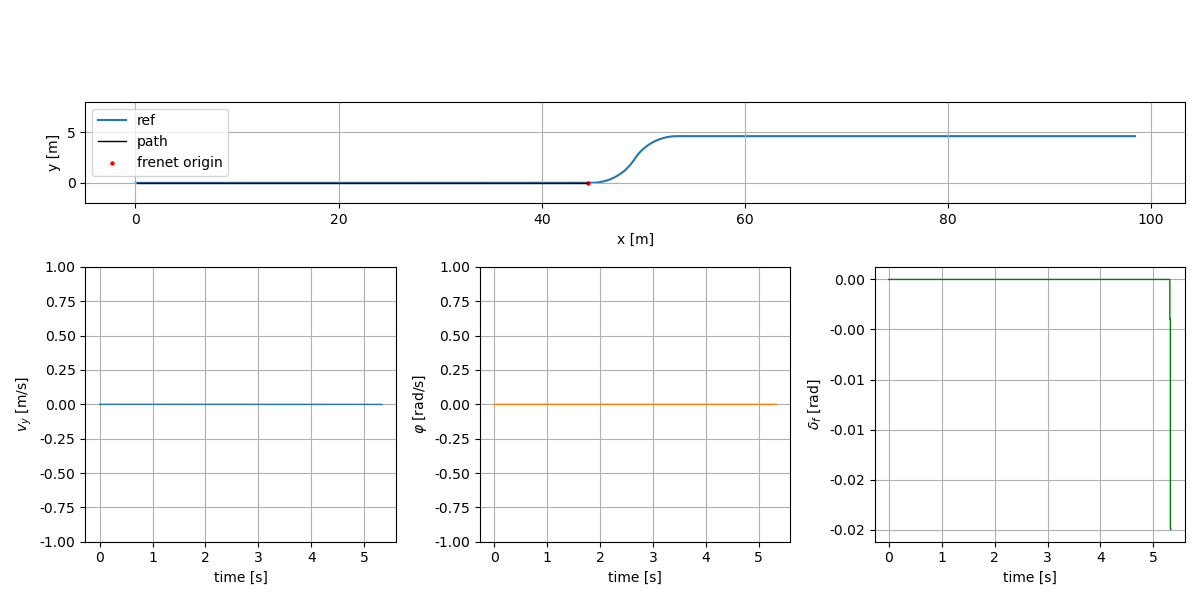 ref
path
frenet origin
y [m]
5
0
0 20 40 60 80 100
x [m]
1.00
0.75
0.50
0.25
0.00
-0.25
-0.50
-0.75
-1.00
v_y [m/s]
0 1 2 3 4 5
time [s]
1.00
0.75
0.50
0.25
0.00
-0.25
-0.50
-0.75
-1.00
φ [rad/s]
0 1 2 3 4 5
time [s]
0.00
-0.00
-0.01
-0.01
-0.02
-0.02
δ_f [rad]
0 1 2 3 4 5
time [s]